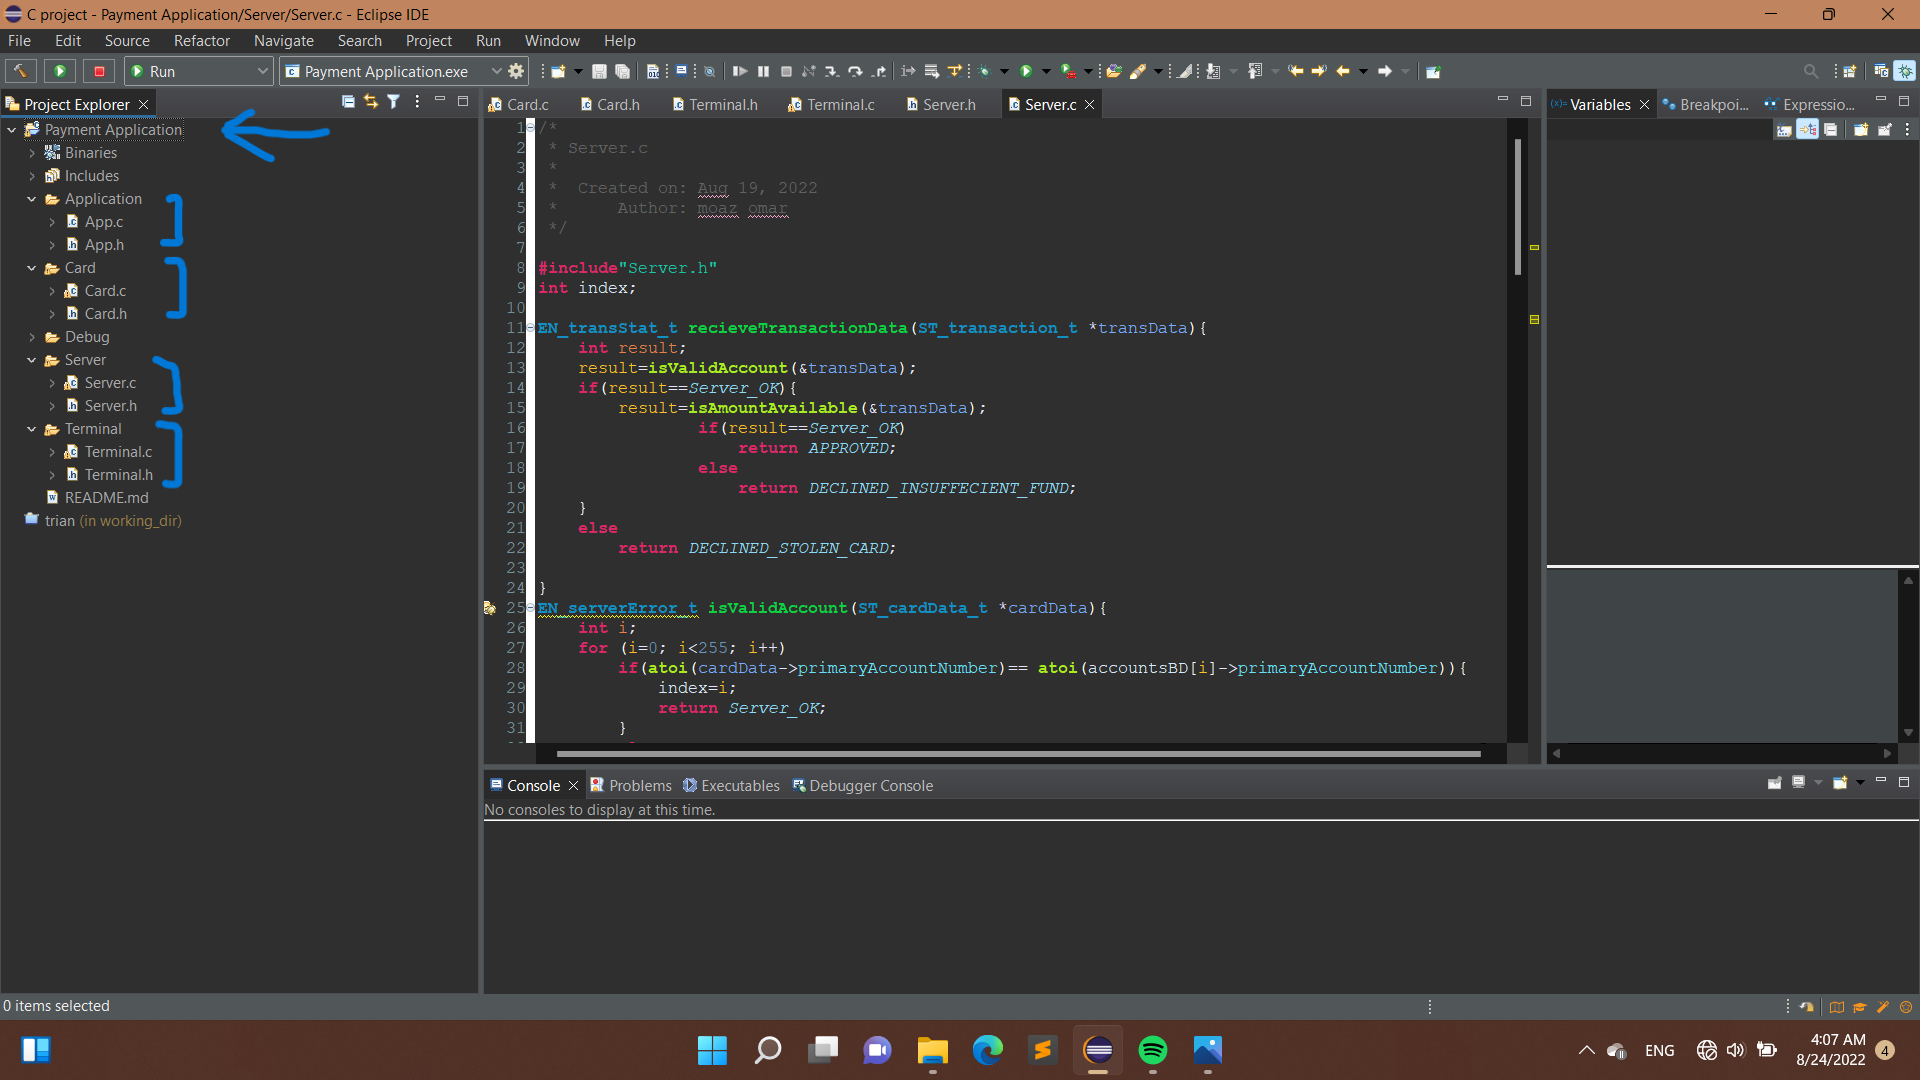 C project - Payment Application/Server/Server.c - Eclipse IDE
File Edit Source Refactor Navigate Search Project Run Window Help
Run Payment Application.exe
Project Explorer
Payment Application
Binaries
Includes
Application
App.c
App.h
Card
Card.c
Card.h
Debug
Server
Server.c
Server.h
Terminal
Terminal.c
Terminal.h
README.md
trian (in working_dir)
Card.c Card.h Terminal.h Terminal.c Server.h Server.c
1 /*
2 * Server.c
3 *
4 * Created on: Aug 19, 2022
5 * Author: moaz omar
6 */
7
8 #include"Server.h"
9 int index;
10
11 EN_transStat_t recieveTransactionData(ST_transaction_t *transData){
12 int result;
13 result=isValidAccount(&transData);
14 if(result==Server_OK){
15 result=isAmountAvailable(&transData);
16 if(result==Server_OK)
17 return APPROVED;
18 else
19 return DECLINED_INSUFFECIENT_FUND;
20 }
21 else
22 return DECLINED_STOLEN_CARD;
23
24 }
25 EN_serverError_t isValidAccount(ST_cardData_t *cardData){
26 int i;
27 for (i=0; i<255; i++)
28 if(atoi(cardData->primaryAccountNumber)== atoi(accountsBD[i]->primaryAccountNumber)){
29 index=i;
30 return Server_OK;
31 }
Variables Breakpoi... Expressio...
Console Problems Executables Debugger Console
No consoles to display at this time.
0 items selected
ENG
4:07 AM
8/24/2022
4